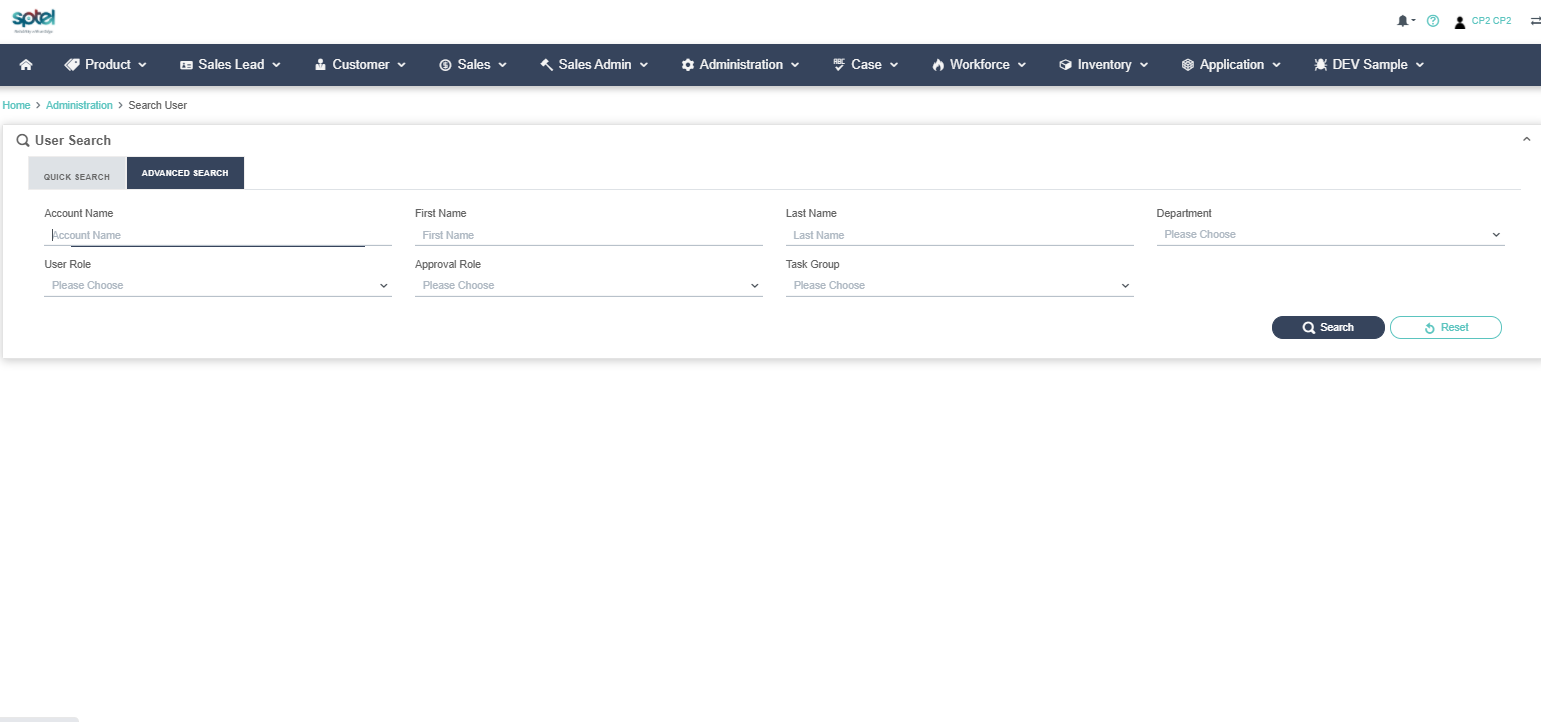 sptel
CP2 CP2
Product
Sales Lead
Customer
Sales
Sales Admin
Administration
ABC
Case
Workforce
Inventory
Application
DEV Sample
Home > Administration > Search User
User Search
QUICK SEARCH
ADVANCED SEARCH
Account Name
First Name
Last Name
Department
Account Name
First Name
Last Name
Please Choose
User Role
Approval Role
Task Group
Please Choose
Please Choose
Please Choose
Search
Reset